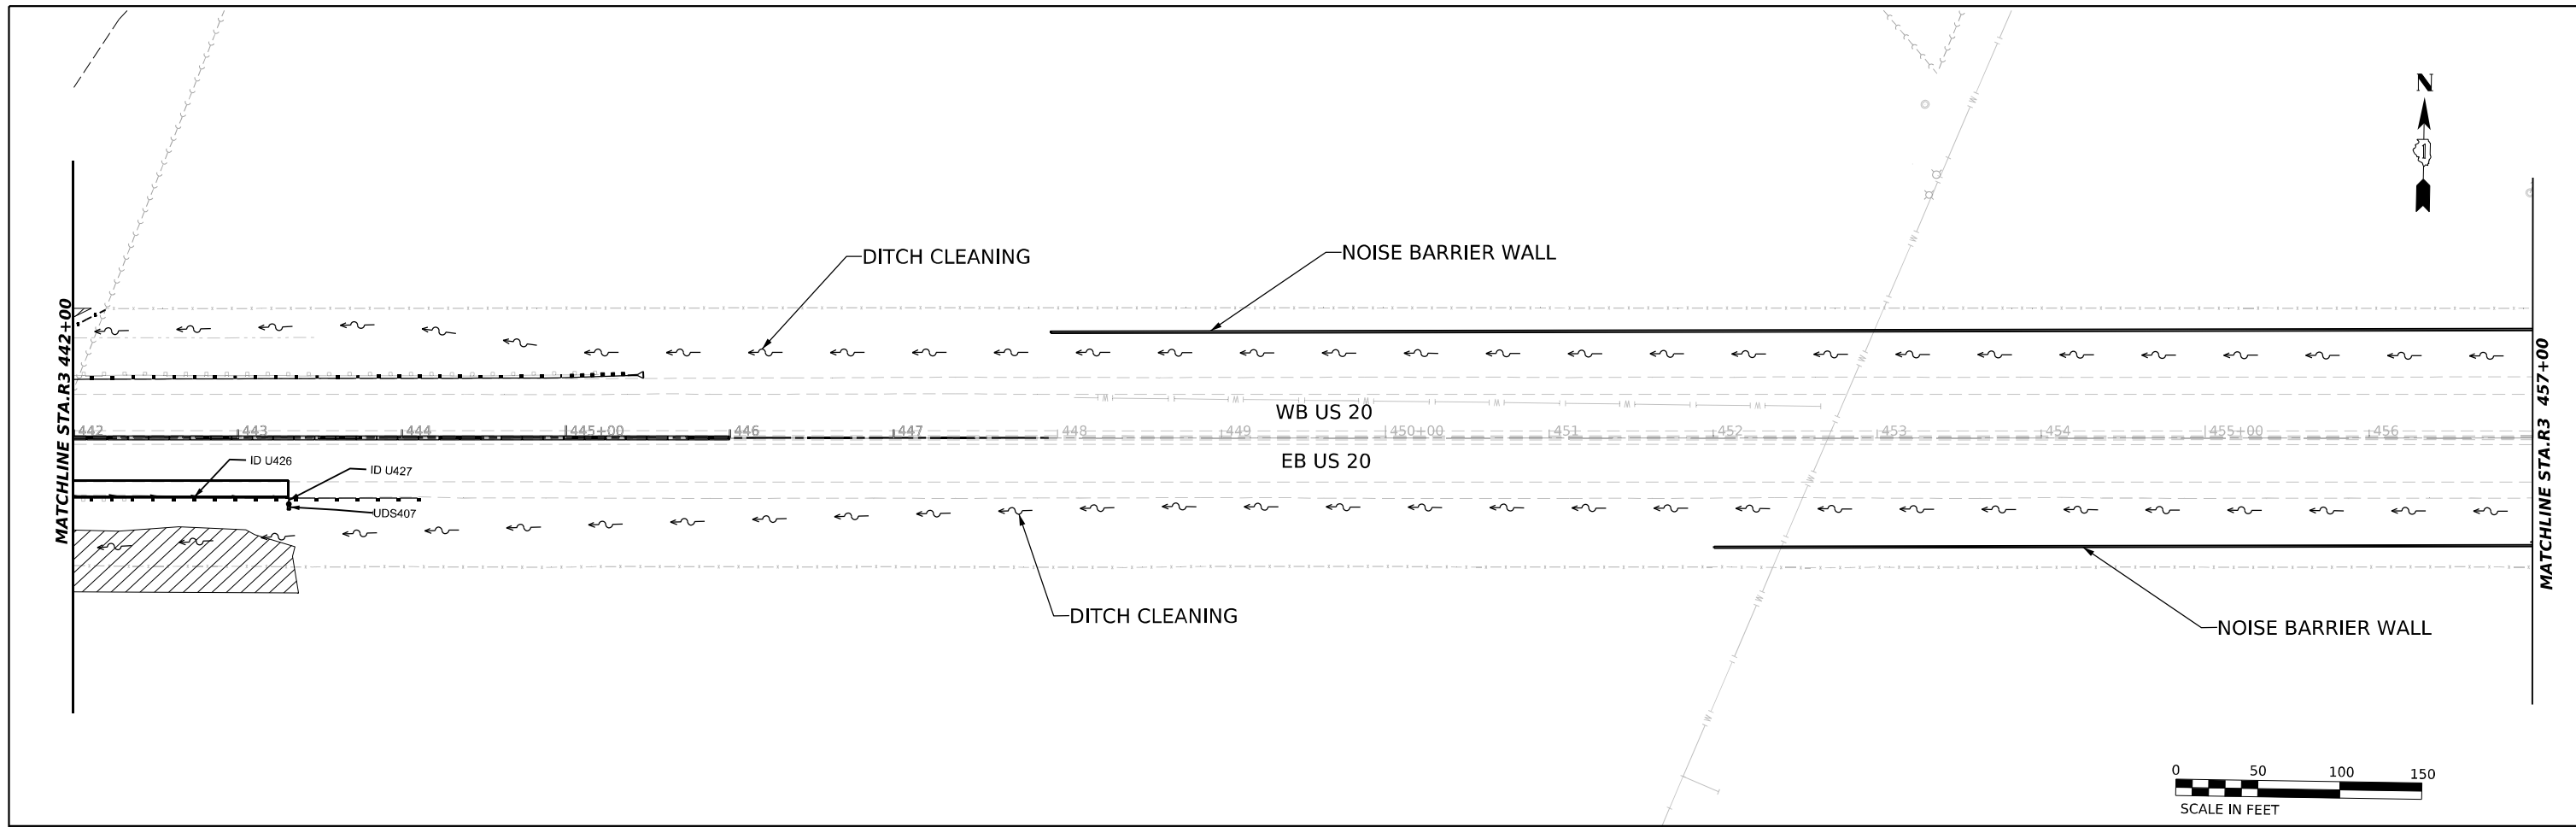 N
1
DITCH CLEANING
NOISE BARRIER WALL
MATCHLINE STA.R3 442+00
MATCHLINE STA.R3 457+00
W
W
W
W W W W W W
WB US 20
442 443 444 445+00 446 447 448 449 450+00 451 452 453 454 455+00 456
EB US 20
ID U426
ID U427
W
UDS407
W
W
DITCH CLEANING
NOISE BARRIER WALL
W
0 50 100 150
SCALE IN FEET